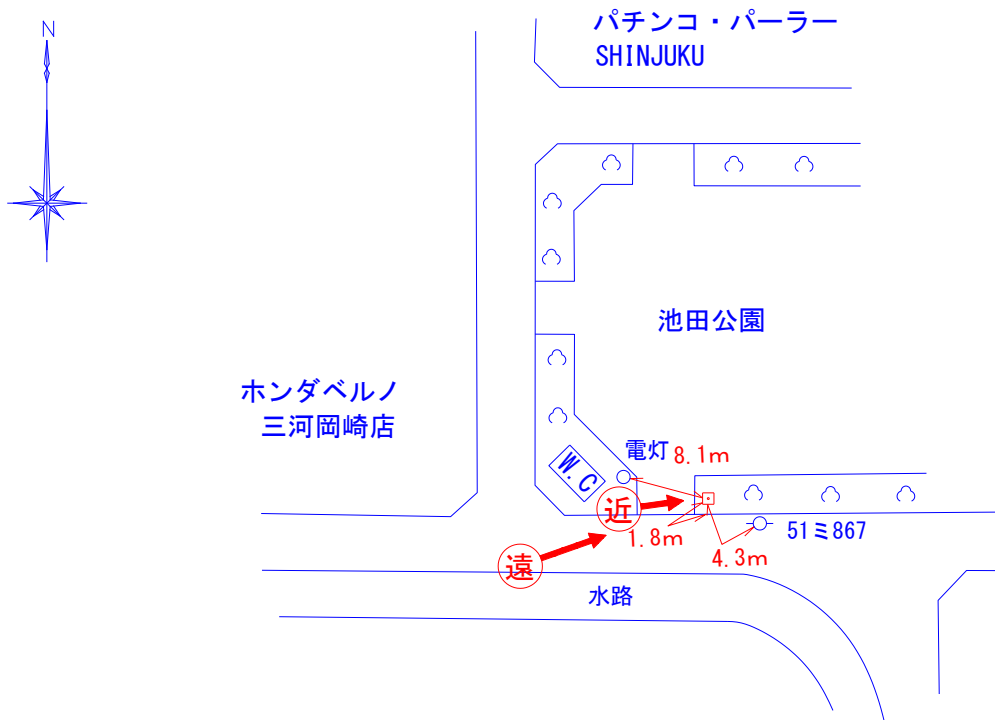 N
パチンコ・パーラー
SHINJUKU
池田公園
ホンダベルノ
三河岡崎店
電灯
8.1m
W.C
近
1.8m
51ミ867
4.3m
遠
水路